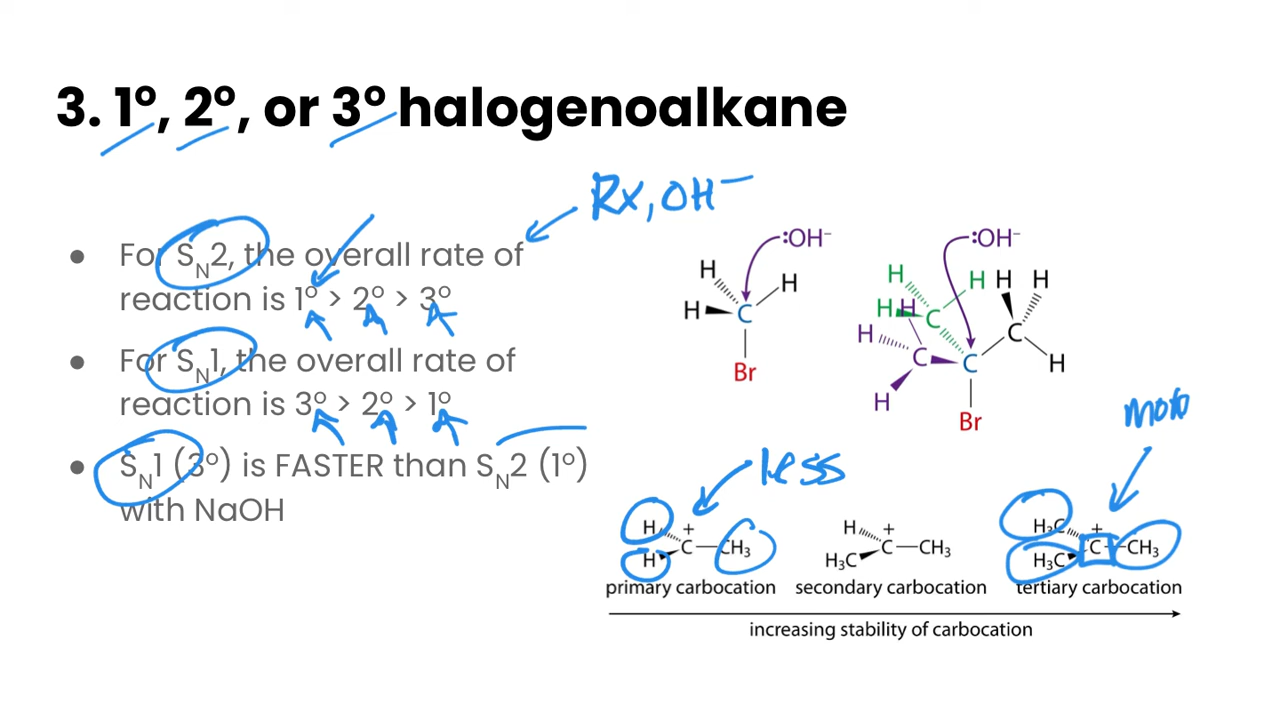 3. 1º, 2º, or 3º halogenoalkane
Rx, OH⁻
● For SN2, the overall rate of
reaction is 1º > 2º > 3º
● For SN1, the overall rate of
reaction is 3º > 2º > 1º
● SN1 (3º) is FASTER than SN2 (1º)
with NaOH
:OH⁻
H
H
H
C
Br
:OH⁻
H
H
H
H
H H
C
H
C
H
C
C
H
H
Br
less
H
+
C—CH₃
H
primary carbocation
H
+
C—CH₃
H₃C
secondary carbocation
H₃C
+
C—CH₃
H₃C
tertiary carbocation
increasing stability of carbocation